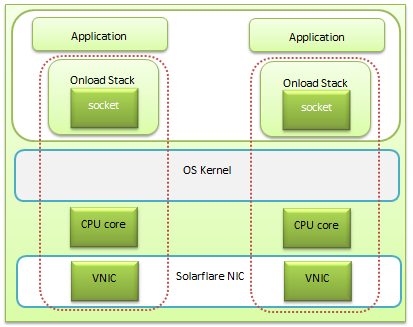 Application
Application
Onload Stack
Onload Stack
socket
socket
OS Kernel
CPU core
CPU core
VNIC
Solarflare NIC
VNIC